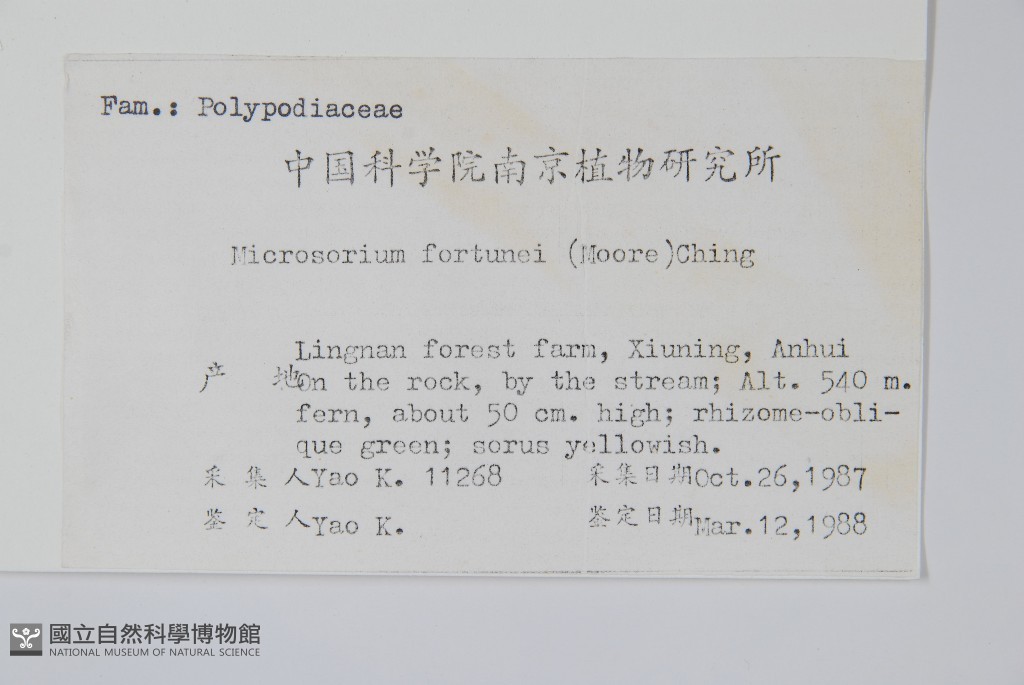 Fam.: Polypodiaceae
中国科学院南京植物研究所
Microsorium fortunei (Moore)Ching
Lingnan forest farm, Xiuning, Anhui
产 地On the rock, by the stream; Alt. 540 m.
fern, about 50 cm. high; rhizome-obli-
que green; sorus yellowish.
采 集 人Yao K. 11268 采集日期Oct.26,1987
鉴 定 人Yao K. 鉴定日期Mar.12,1988
國立自然科學博物館
NATIONAL MUSEUM OF NATURAL SCIENCE